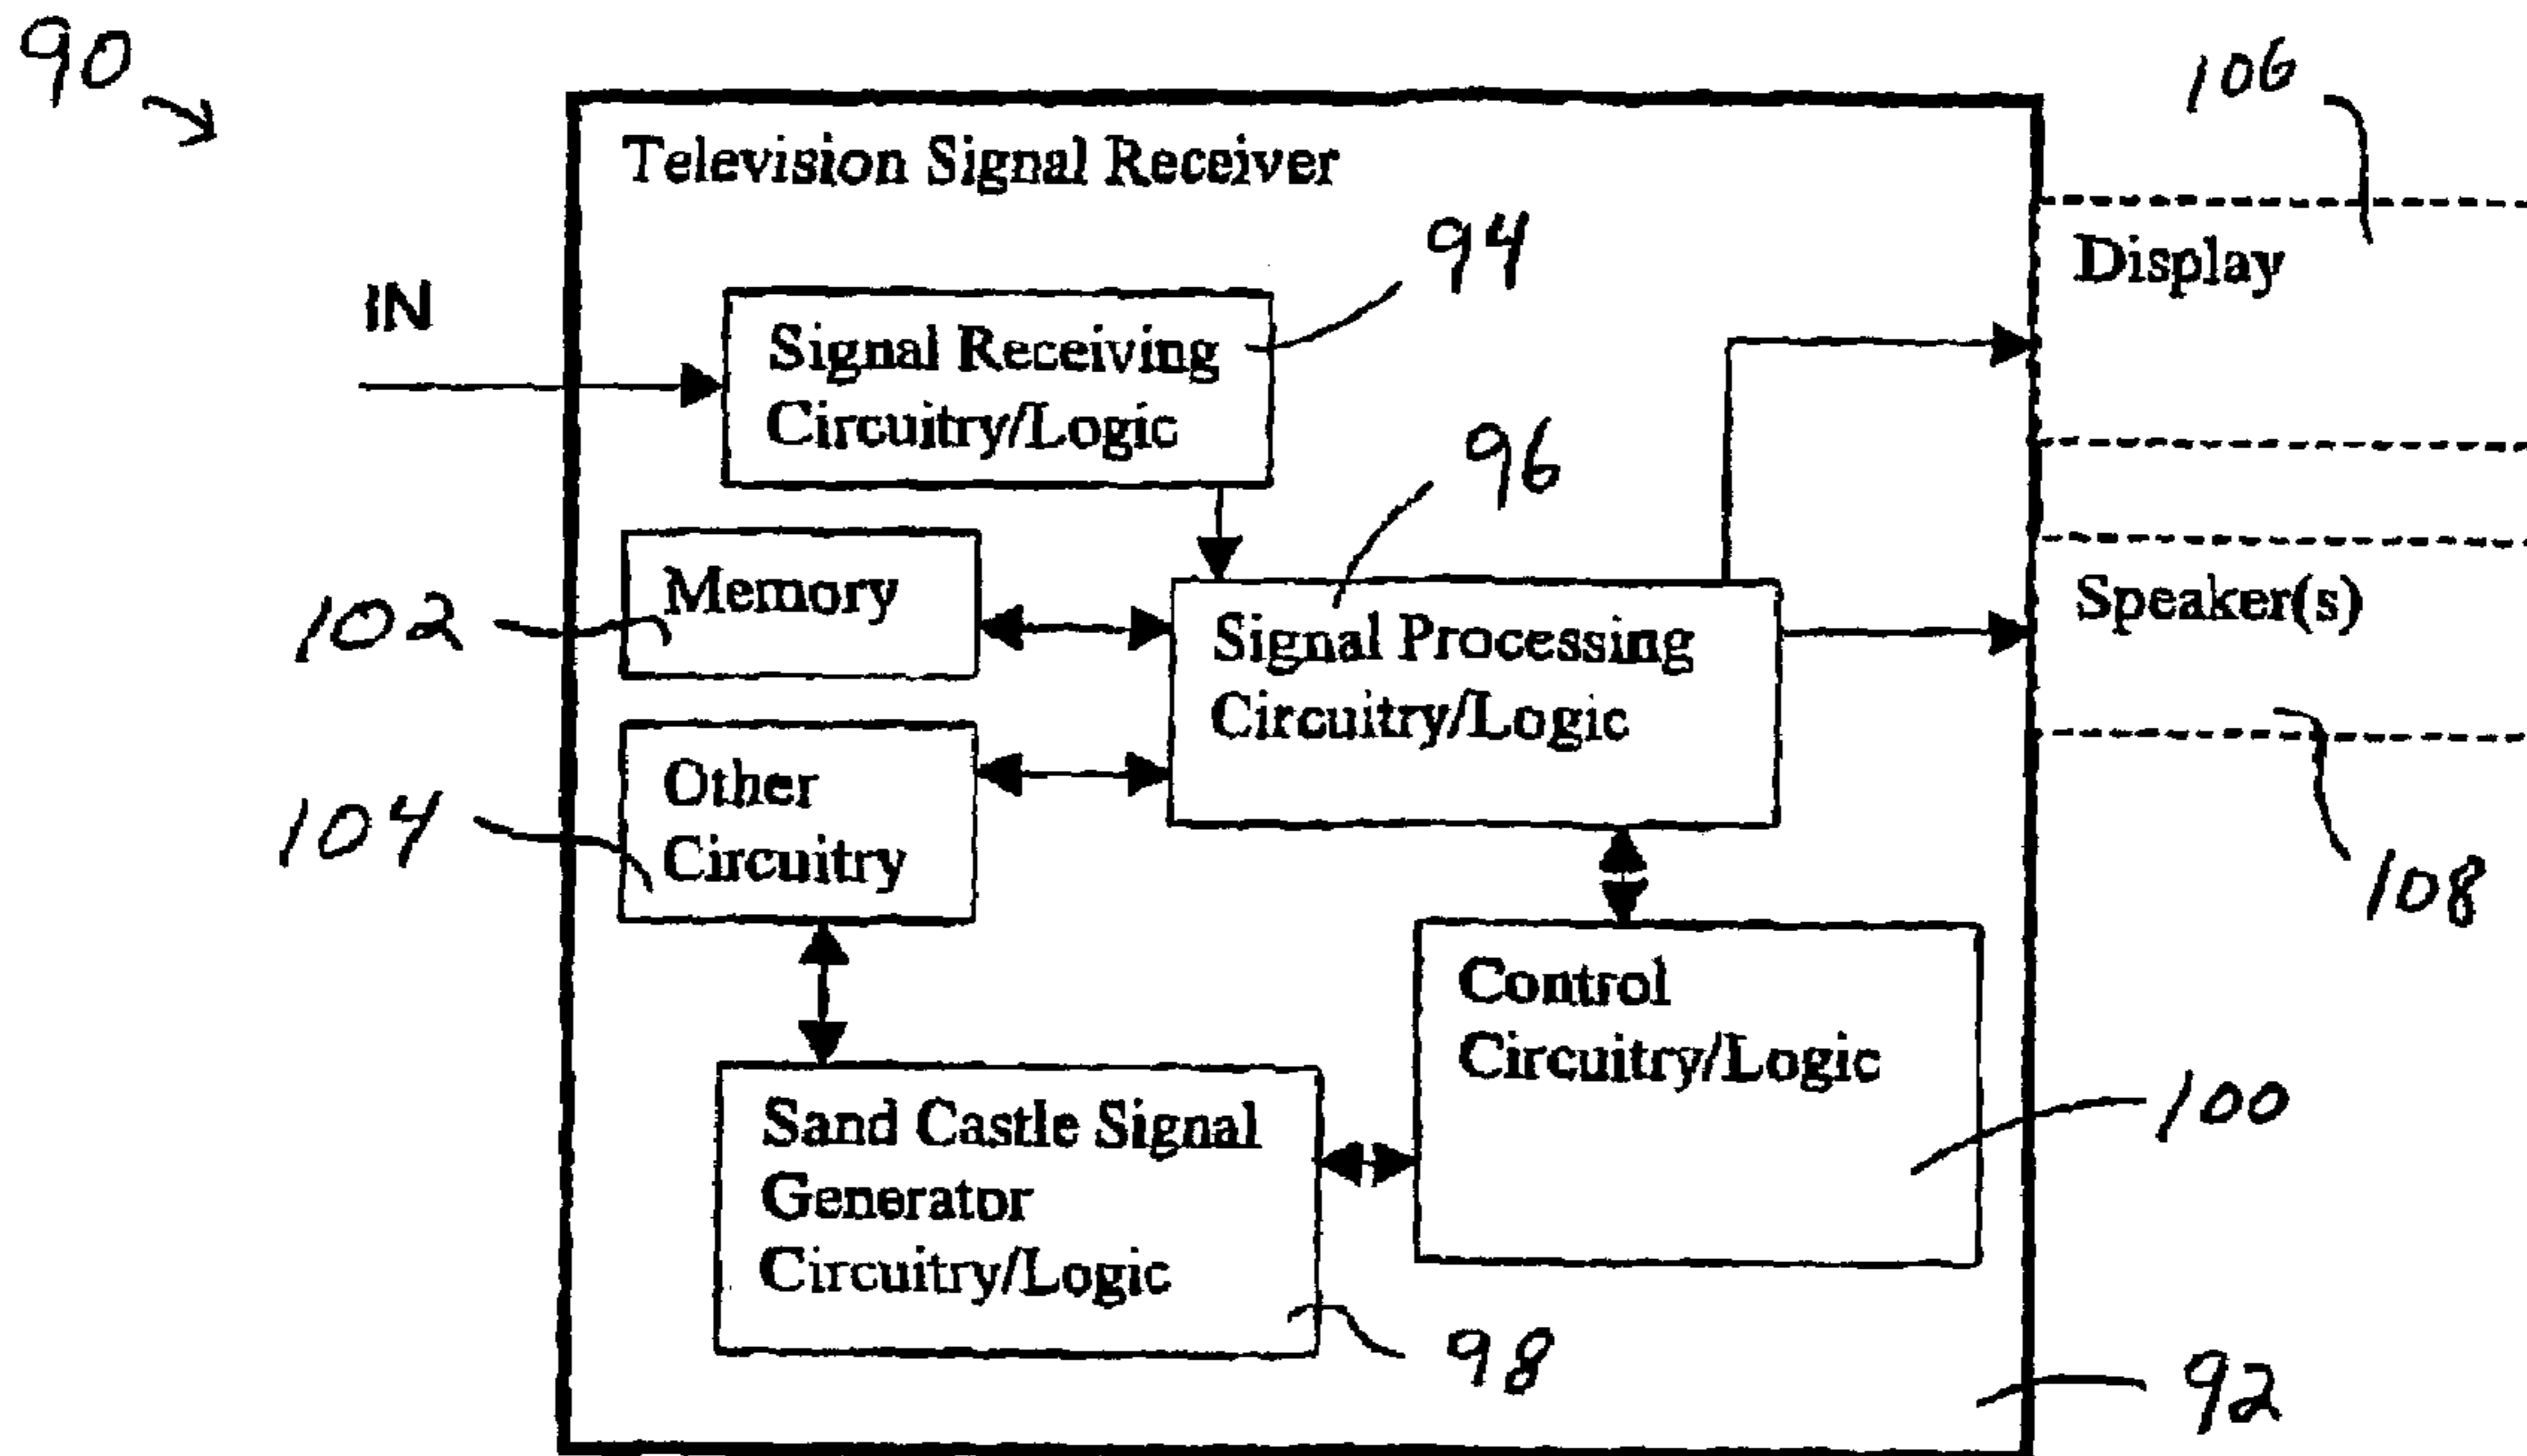 90
106
Television Signal Receiver
94
IN
Display
Signal Receiving
Circuitry/Logic
96
102
Memory
Signal Processing
Circuitry/Logic
Speaker(s)
104
Other
Circuitry
108
Control
Circuitry/Logic
100
Sand Castle Signal
Generator
Circuitry/Logic
98
92